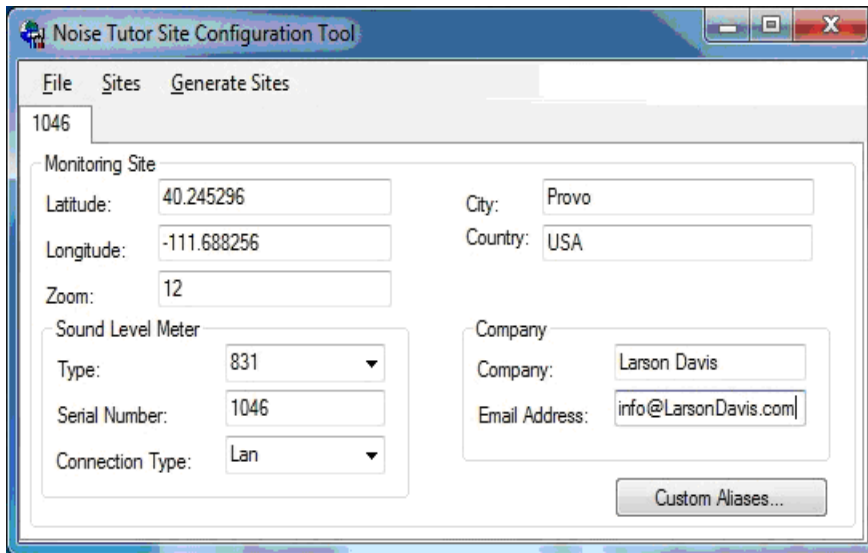 Noise Tutor Site Configuration Tool
File Sites Generate Sites
1046
Monitoring Site
Latitude: 40.245296
Longitude: -111.688256
Zoom: 12
City: Provo
Country: USA
Sound Level Meter
Type: 831
Serial Number: 1046
Connection Type: Lan
Company
Company: Larson Davis
Email Address: info@LarsonDavis.com
Custom Aliases...